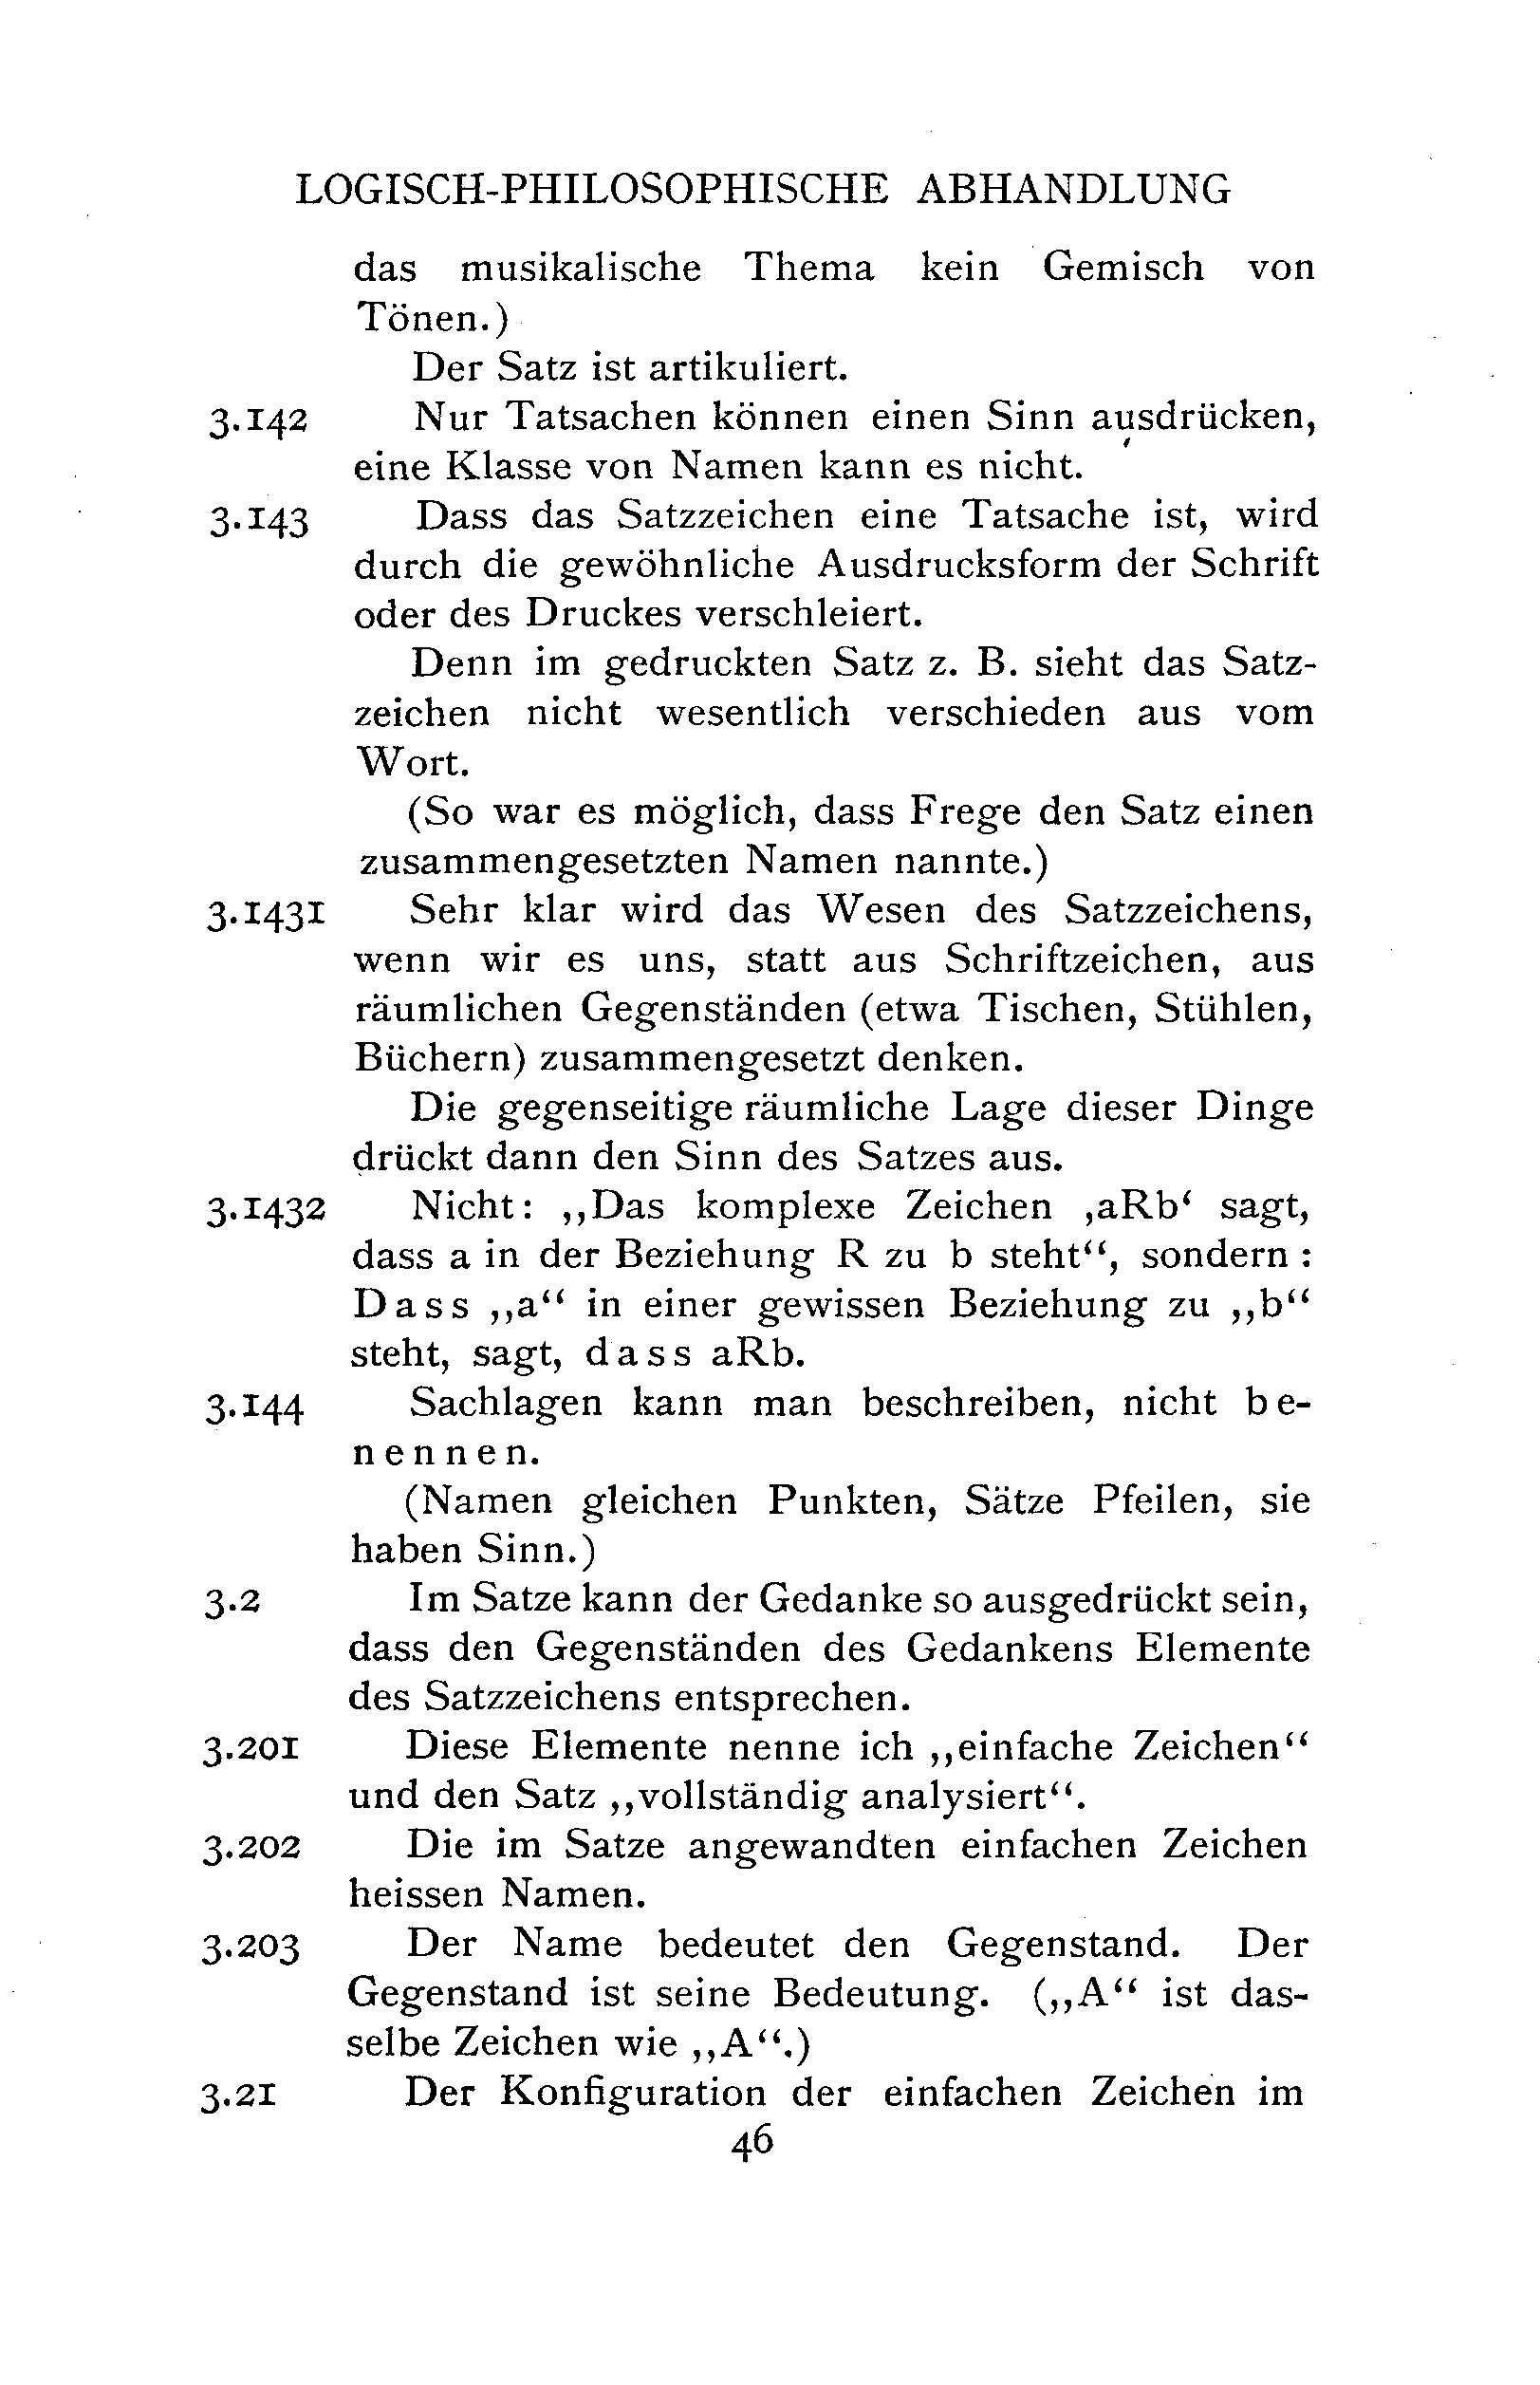 LOGISCH-PHILOSOPHISCHE ABHANDLUNG
das musikalische Thema kein Gemisch von
Tönen.)
Der Satz ist artikuliert.
3.142 Nur Tatsachen können einen Sinn ausdrücken,
eine Klasse von Namen kann es nicht.
3.143 Dass das Satzzeichen eine Tatsache ist, wird
durch die gewöhnliche Ausdrucksform der Schrift
oder des Druckes verschleiert.
Denn im gedruckten Satz z. B. sieht das Satz-
zeichen nicht wesentlich verschieden aus vom
Wort.
(So war es möglich, dass Frege den Satz einen
zusammengesetzten Namen nannte.)
3.1431 Sehr klar wird das Wesen des Satzzeichens,
wenn wir es uns, statt aus Schriftzeichen, aus
räumlichen Gegenständen (etwa Tischen, Stühlen,
Büchern) zusammengesetzt denken.
Die gegenseitige räumliche Lage dieser Dinge
drückt dann den Sinn des Satzes aus.
3.1432 Nicht: ,,Das komplexe Zeichen ‚aRb‘ sagt,
dass a in der Beziehung R zu b steht“, sondern :
D a s s ,,a“ in einer gewissen Beziehung zu ,,b“
steht, sagt, d a s s aRb.
3.144 Sachlagen kann man beschreiben, nicht b e-
n e n n e n.
(Namen gleichen Punkten, Sätze Pfeilen, sie
haben Sinn.)
3.2 Im Satze kann der Gedanke so ausgedrückt sein,
dass den Gegenständen des Gedankens Elemente
des Satzzeichens entsprechen.
3.201 Diese Elemente nenne ich ,,einfache Zeichen“
und den Satz ,,vollständig analysiert“.
3.202 Die im Satze angewandten einfachen Zeichen
heissen Namen.
3.203 Der Name bedeutet den Gegenstand. Der
Gegenstand ist seine Bedeutung. (,,A“ ist das-
selbe Zeichen wie ,,A“.)
3.21 Der Konfiguration der einfachen Zeichen im
46